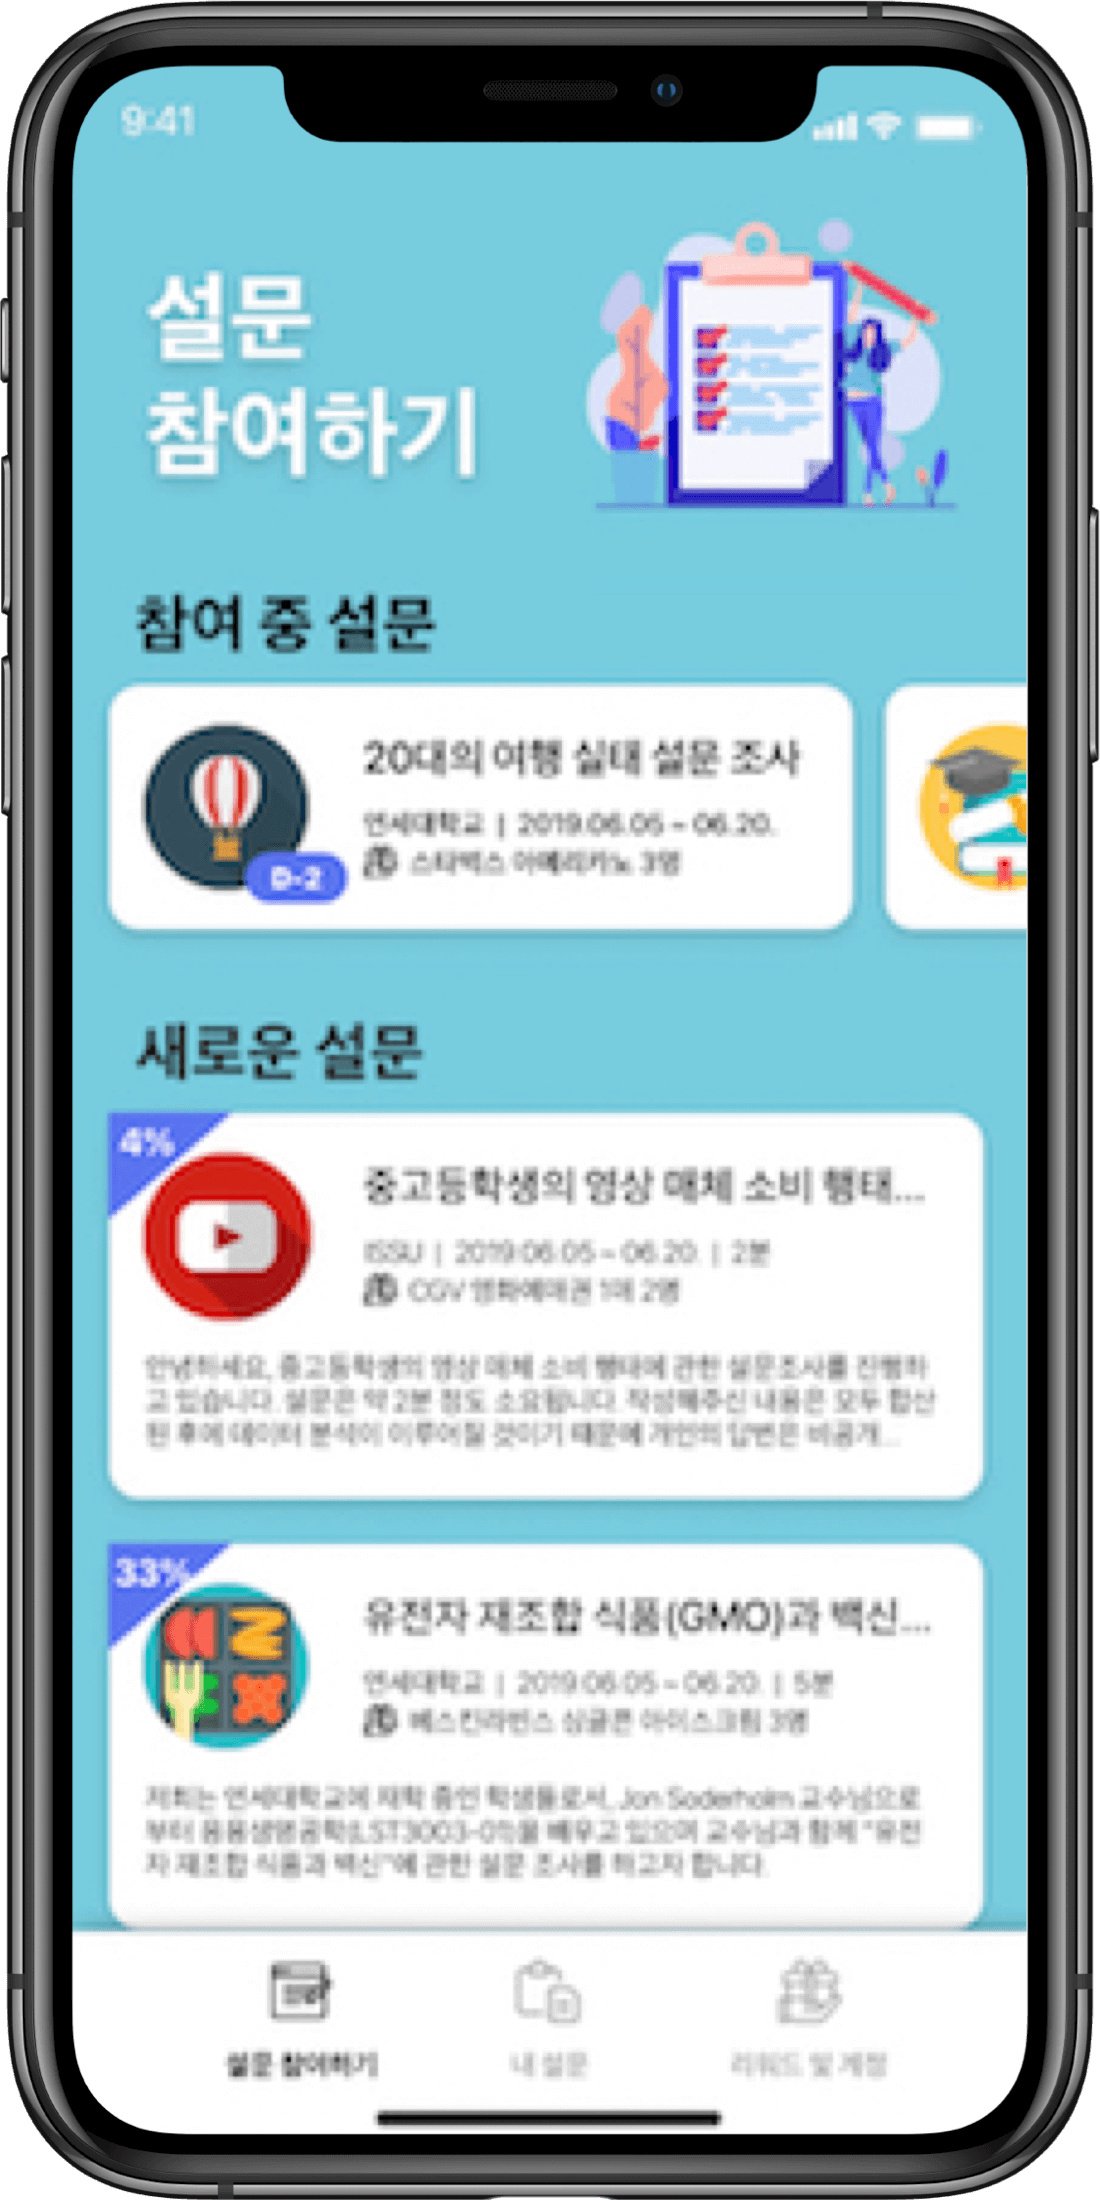 9:41
설문
참여하기
참여 중 설문
20대의 여행 실태 설문 조사
연세대학교 | 2019.06.05 ~ 06.20.
스타벅스 아메리카노 3명
D-2
새로운 설문
4%
중고등학생의 영상 매체 소비 행태...
ISSU | 2019.06.05 ~ 06.20. | 2분
CGV 영화예매권 1매 2명
안녕하세요, 중고등학생의 영상 매체 소비 행태에 관한 설문조사를 진행하
고 있습니다. 설문은 약 2분 정도 소요됩니다. 작성해주신 내용은 모두 합산
된 후에 데이터 분석이 이루어질 것이기 때문에 개인의 답변은 비공개...
33%
유전자 재조합 식품(GMO)과 백신...
연세대학교 | 2019.06.05 ~ 06.20. | 5분
베스킨라빈스 싱글콘 아이스크림 3명
저희는 연세대학교에 재학 중인 학생들로서, Jon Soderholm 교수님으로
부터 응용생명공학(LST3003-01)을 배우고 있으며 교수님과 함께 "유전
자 재조합 식품과 백신"에 관한 설문 조사를 하고자 합니다.
설문 참여하기
내 설문
리워드 및 계정